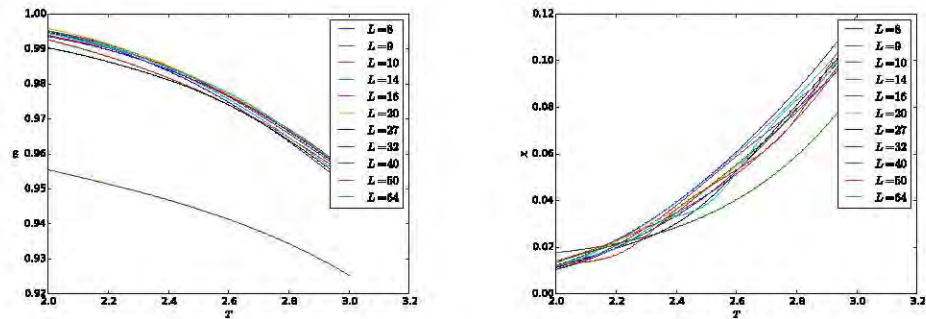 1.00
0.99
0.98
0.97
0.96
0.95
0.94
0.93
0.92
m
2.0 2.2 2.4 2.6 2.8 3.0 3.2
T
L=8
L=9
L=10
L=14
L=16
L=20
L=27
L=32
L=40
L=50
L=64
0.12
0.10
0.08
0.06
0.04
0.02
0.00
χ
2.0 2.2 2.4 2.6 2.8 3.0 3.2
T
L=8
L=9
L=10
L=14
L=16
L=20
L=27
L=32
L=40
L=50
L=64